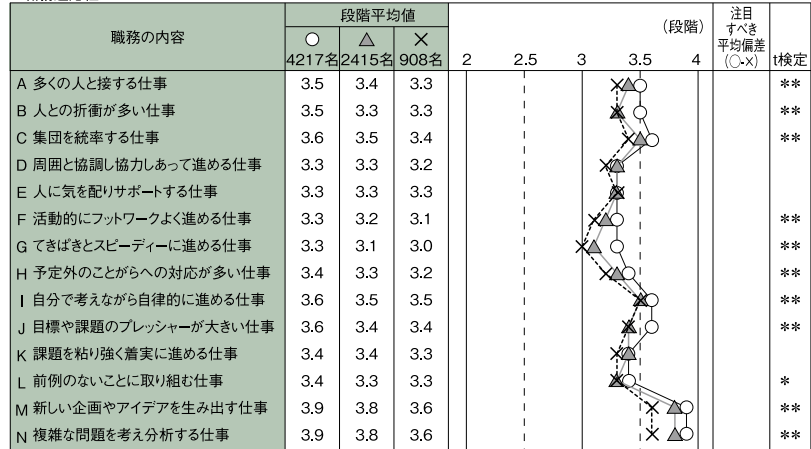 職務の内容 段階平均値 (段階) 注目すべき平均偏差(○-×) t検定
○ ▲ ×
4217名 2415名 908名 2 2.5 3 3.5 4
A 多くの人と接する仕事 3.5 3.4 3.3 **
B 人との折衝が多い仕事 3.5 3.3 3.3 **
C 集団を統率する仕事 3.6 3.5 3.4 **
D 周囲と協調し協力しあって進める仕事 3.3 3.3 3.2
E 人に気を配りサポートする仕事 3.3 3.3 3.3
F 活動的にフットワークよく進める仕事 3.3 3.2 3.1 **
G てきぱきとスピーディーに進める仕事 3.3 3.1 3.0 **
H 予定外のことがらへの対応が多い仕事 3.4 3.3 3.2 **
I 自分で考えながら自律的に進める仕事 3.6 3.5 3.5 **
J 目標や課題のプレッシャーが大きい仕事 3.6 3.4 3.4 **
K 課題を粘り強く着実に進める仕事 3.4 3.4 3.3
L 前例のないことに取り組む仕事 3.4 3.3 3.3 *
M 新しい企画やアイデアを生み出す仕事 3.9 3.8 3.6 **
N 複雑な問題を考え分析する仕事 3.9 3.8 3.6 **